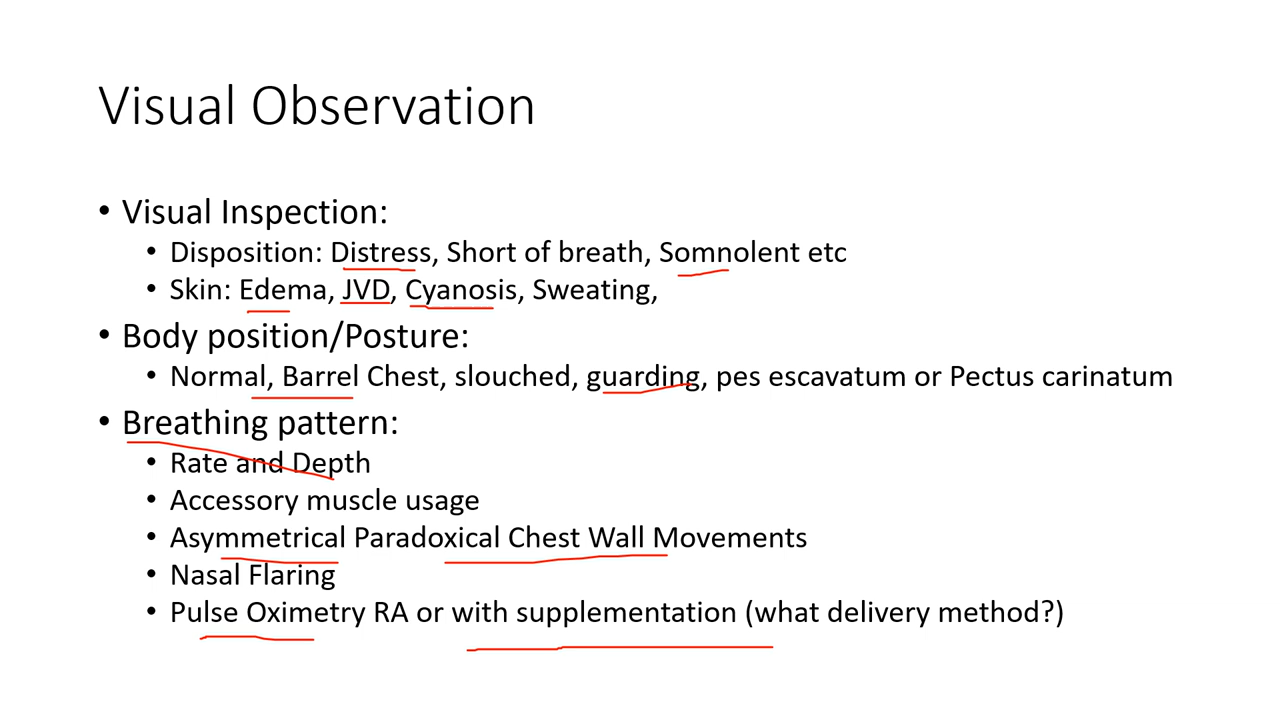 Visual Observation
• Visual Inspection:
• Disposition: Distress, Short of breath, Somnolent etc
• Skin: Edema, JVD, Cyanosis, Sweating,
• Body position/Posture:
• Normal, Barrel Chest, slouched, guarding, pes escavatum or Pectus carinatum
• Breathing pattern:
• Rate and Depth
• Accessory muscle usage
• Asymmetrical Paradoxical Chest Wall Movements
• Nasal Flaring
• Pulse Oximetry RA or with supplementation (what delivery method?)